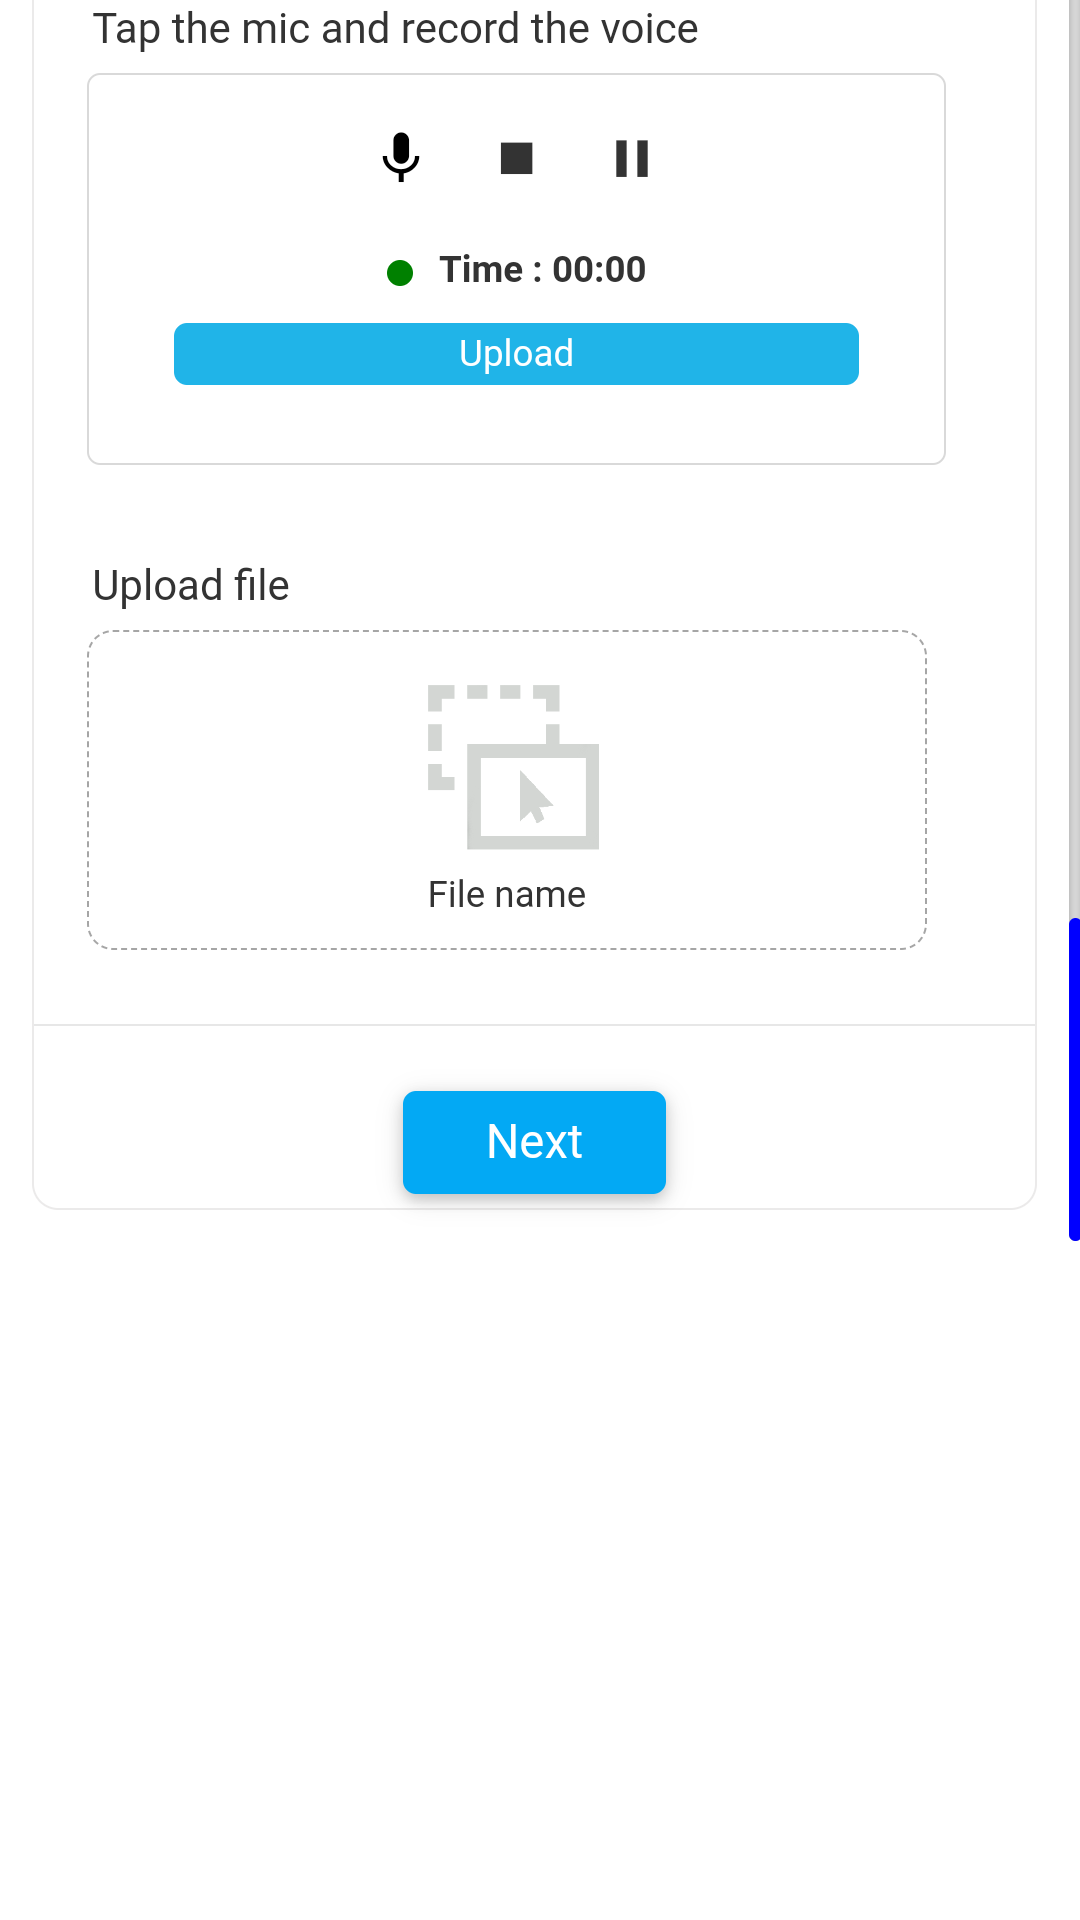 Tap the mic and record the voice
Time : 00:00
Upload
Upload file
File name
Next